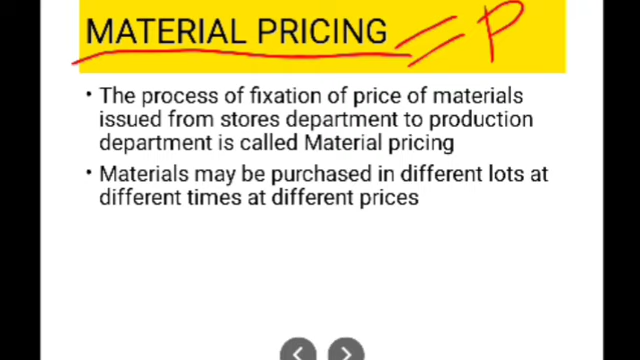 MATERIAL PRICING = P
• The process of fixation of price of materials
issued from stores department to production
department is called Material pricing
• Materials may be purchased in different lots at
different times at different prices